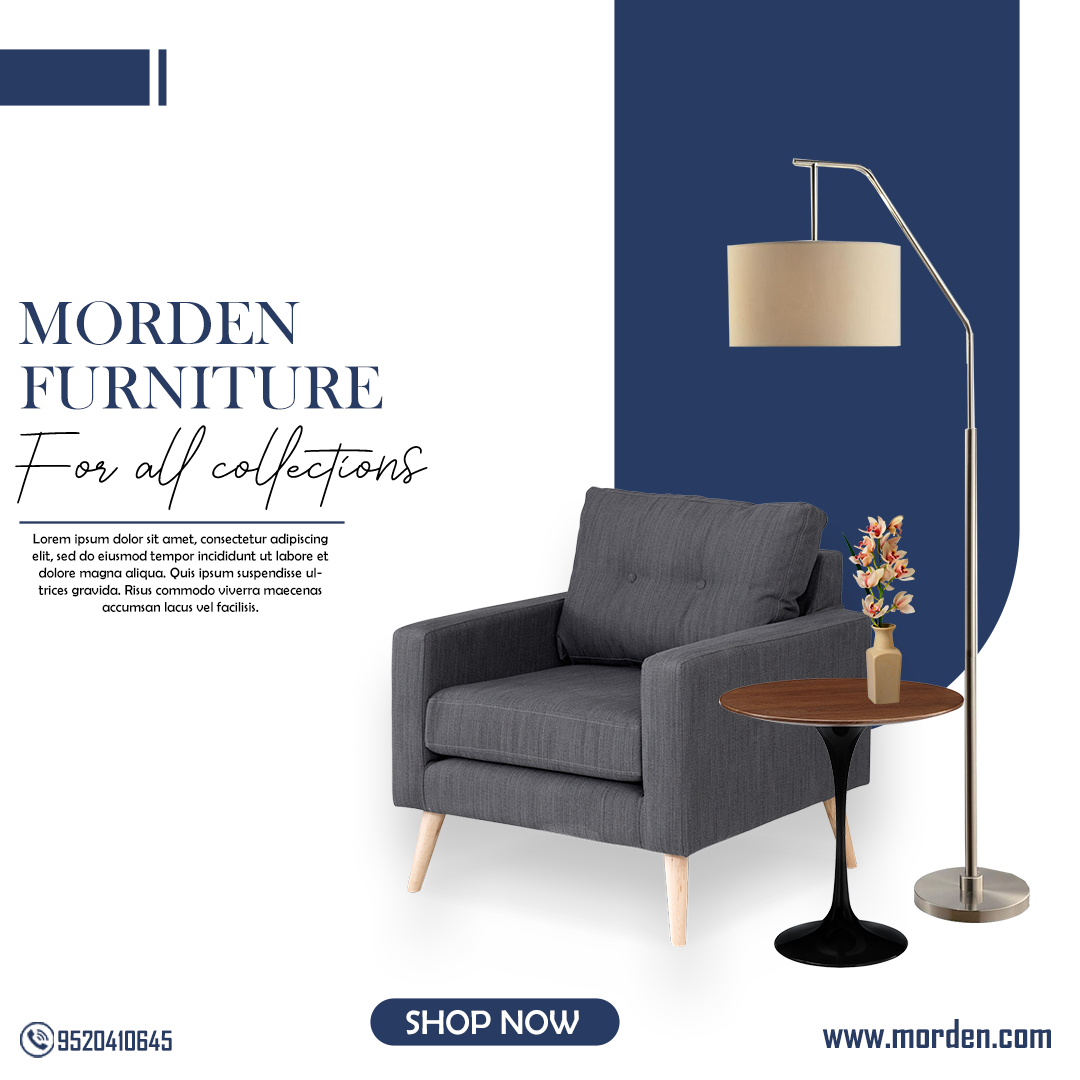 MORDEN
FURNITURE
For all collections
Lorem ipsum dolor sit amet, consectetur adipiscing
elit, sed do eiusmod tempor incididunt ut labore et
dolore magna aliqua. Quis ipsum suspendisse ul-
trices gravida. Risus commodo viverra maecenas
accumsan lacus vel facilisis.
SHOP NOW
9520410645
www.morden.com